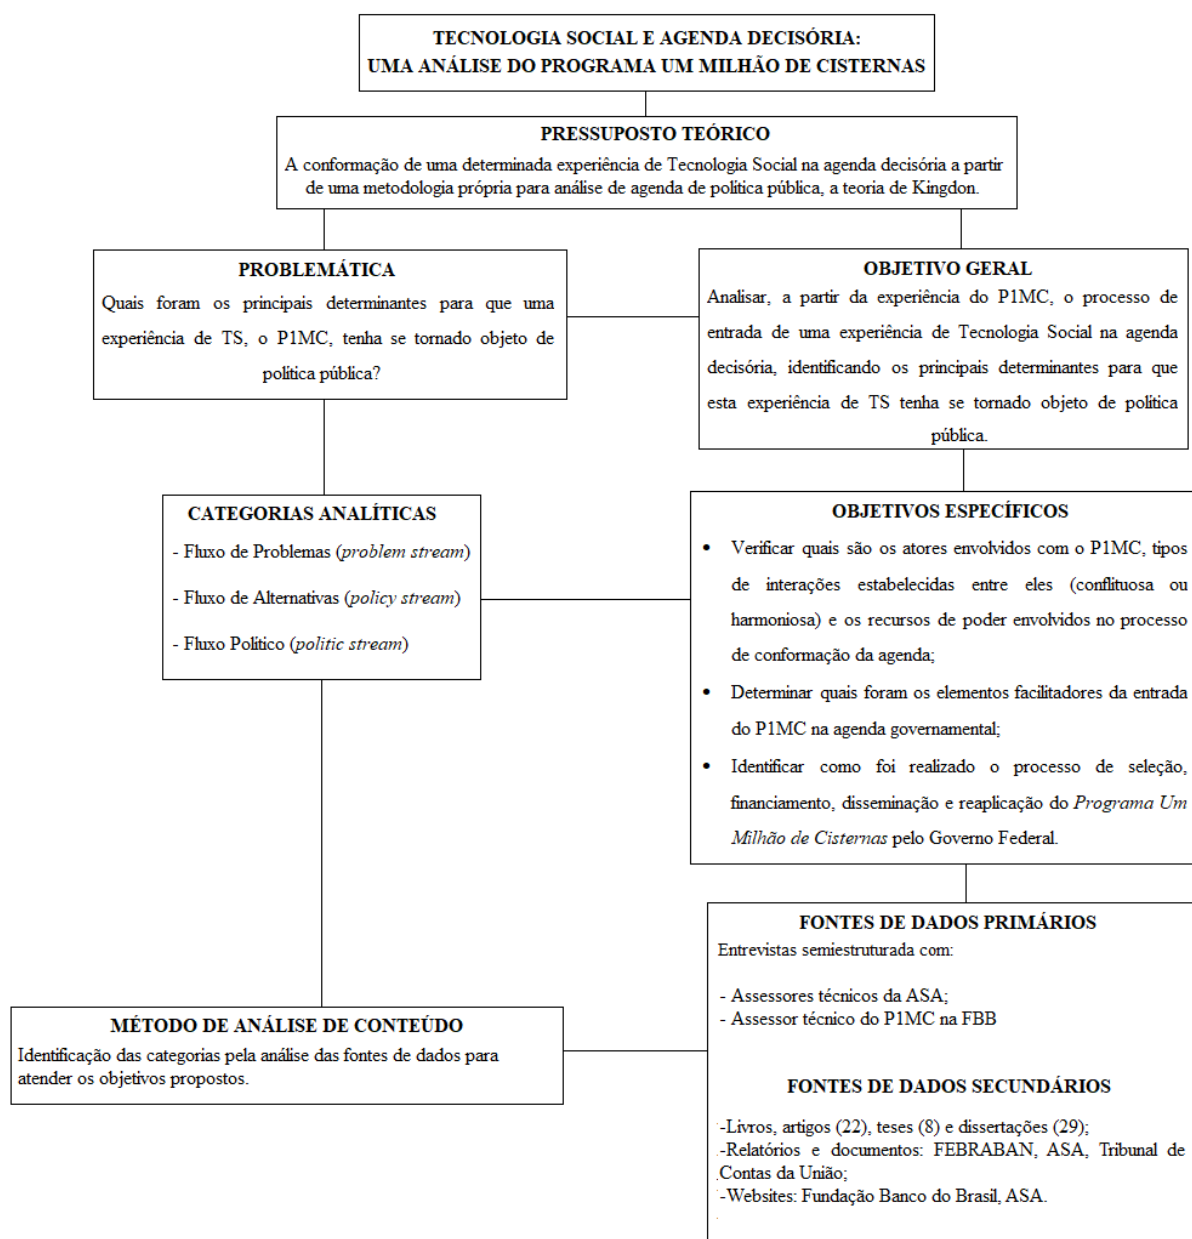 TECNOLOGIA SOCIAL E AGENDA DECISÓRIA:
UMA ANÁLISE DO PROGRAMA UM MILHÃO DE CISTERNAS
PRESSUPOSTO TEÓRICO
A conformação de uma determinada experiência de Tecnologia Social na agenda decisória a partir
de uma metodologia própria para análise de agenda de política pública, a teoria de Kingdon.
PROBLEMÁTICA
Quais foram os principais determinantes para que uma
experiência de TS, o P1MC, tenha se tornado objeto de
política pública?
OBJETIVO GERAL
Analisar, a partir da experiência do P1MC, o processo de
entrada de uma experiência de Tecnologia Social na agenda
decisória, identificando os principais determinantes para que
esta experiência de TS tenha se tornado objeto de política
pública.
CATEGORIAS ANALÍTICAS
- Fluxo de Problemas (problem stream)
- Fluxo de Alternativas (policy stream)
- Fluxo Político (politic stream)
OBJETIVOS ESPECÍFICOS
• Verificar quais são os atores envolvidos com o P1MC, tipos
de interações estabelecidas entre eles (conflituosa ou
harmoniosa) e os recursos de poder envolvidos no processo
de conformação da agenda;
• Determinar quais foram os elementos facilitadores da entrada
do P1MC na agenda governamental;
• Identificar como foi realizado o processo de seleção,
financiamento, disseminação e reaplicação do Programa Um
Milhão de Cisternas pelo Governo Federal.
MÉTODO DE ANÁLISE DE CONTEÚDO
Identificação das categorias pela análise das fontes de dados para
atender os objetivos propostos.
FONTES DE DADOS PRIMÁRIOS
Entrevistas semiestruturada com:
- Assessores técnicos da ASA;
- Assessor técnico do P1MC na FBB
FONTES DE DADOS SECUNDÁRIOS
-Livros, artigos (22), teses (8) e dissertações (29);
-Relatórios e documentos: FEBRABAN, ASA, Tribunal de
Contas da União;
-Websites: Fundação Banco do Brasil, ASA.